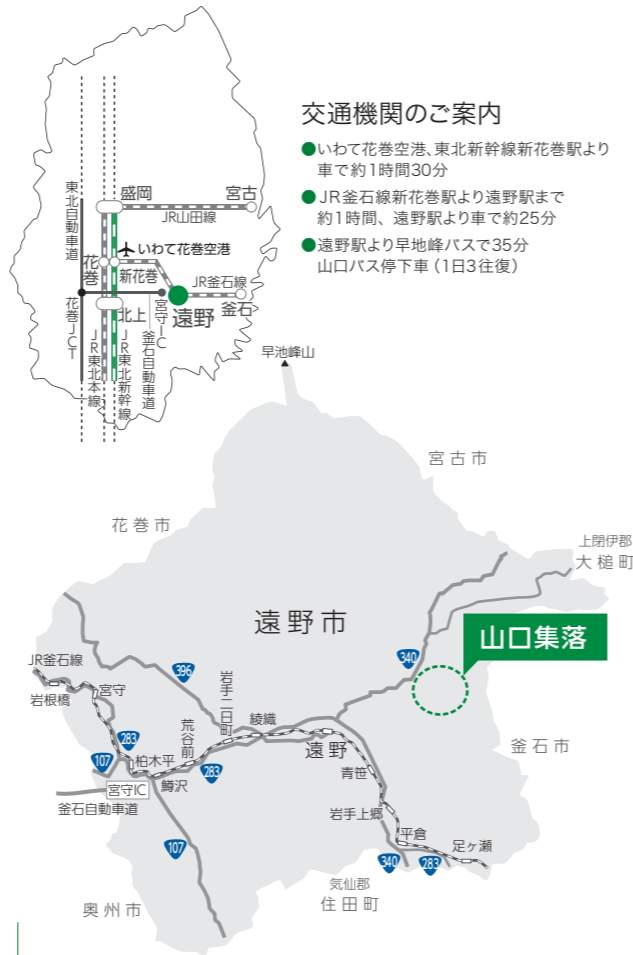 交通機関のご案内
●いわて花巻空港、東北新幹線新花巻駅より
車で約1時間30分
●JR釜石線新花巻駅より遠野駅まで
約1時間、遠野駅より車で約25分
●遠野駅より早地峰バスで35分
山口バス停下車（1日3往復）
東北自動車道
盛岡
宮古
JR山田線
いわて花巻空港
花巻
新花巻
JR釜石線
釜石
遠野
北上
宮守IC
花巻JCT
JR東北本線
JR東北新幹線
釜石自動車道
早池峰山
宮古市
花巻市
上閉伊郡
大槌町
遠野市
山口集落
340
396
JR釜石線
岩根橋
宮守
283
107
柏木平
荒谷前
岩手二日町
綾織
遠野
283
鱒沢
宮守IC
釜石自動車道
青笹
釜石市
岩手上郷
平倉
足ヶ瀬
107
340
283
気仙郡
住田町
奥州市